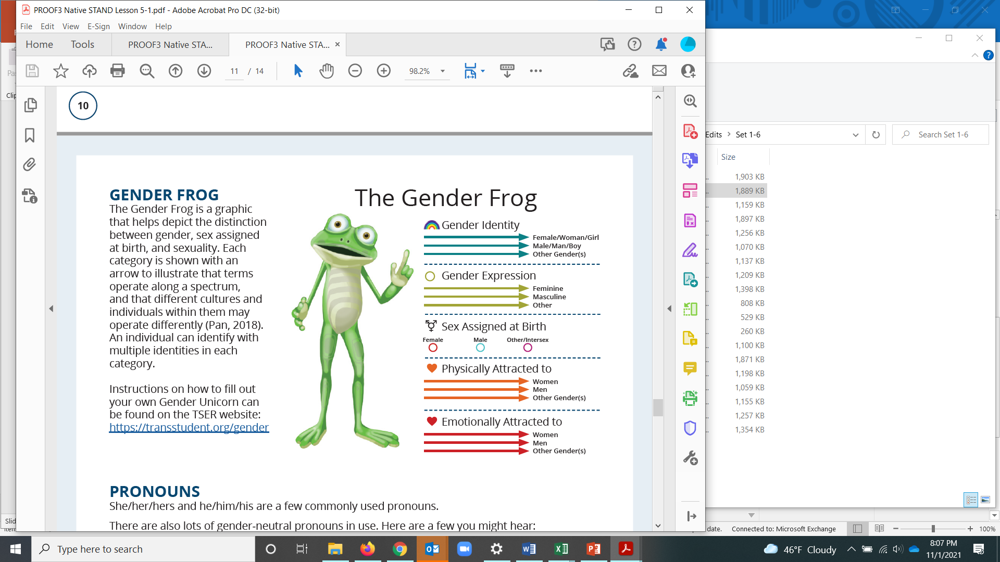 PROOF3 Native STAND Lesson 5-1.pdf - Adobe Acrobat Pro DC (32-bit)
File Edit View E-Sign Window Help
Home Tools PROOF3 Native STA... PROOF3 Native STA... ×
11 / 14 98.2%
10
GENDER FROG
The Gender Frog is a graphic
that helps depict the distinction
between gender, sex assigned
at birth, and sexuality. Each
category is shown with an
arrow to illustrate that terms
operate along a spectrum,
and that different cultures and
individuals within them may
operate differently (Pan, 2018).
An individual can identify with
multiple identities in each
category.
Instructions on how to fill out
your own Gender Unicorn can
be found on the TSER website:
https://transstudent.org/gender
The Gender Frog
Gender Identity
Female/Woman/Girl
Male/Man/Boy
Other Gender(s)
Gender Expression
Feminine
Masculine
Other
Sex Assigned at Birth
Female Male Other/Intersex
Physically Attracted to
Women
Men
Other Gender(s)
Emotionally Attracted to
Women
Men
Other Gender(s)
PRONOUNS
She/her/hers and he/him/his are a few commonly used pronouns.
There are also lots of gender-neutral pronouns in use. Here are a few you might hear:
Edits > Set 1-6
Search Set 1-6
Size
1,903 KB
1,889 KB
1,159 KB
1,897 KB
1,256 KB
1,070 KB
1,137 KB
1,209 KB
1,398 KB
808 KB
529 KB
260 KB
1,100 KB
1,871 KB
1,198 KB
1,059 KB
1,155 KB
1,257 KB
1,354 KB
Clip
Slid
date. Connected to: Microsoft Exchange
100%
Type here to search
46°F Cloudy
8:07 PM
11/1/2021